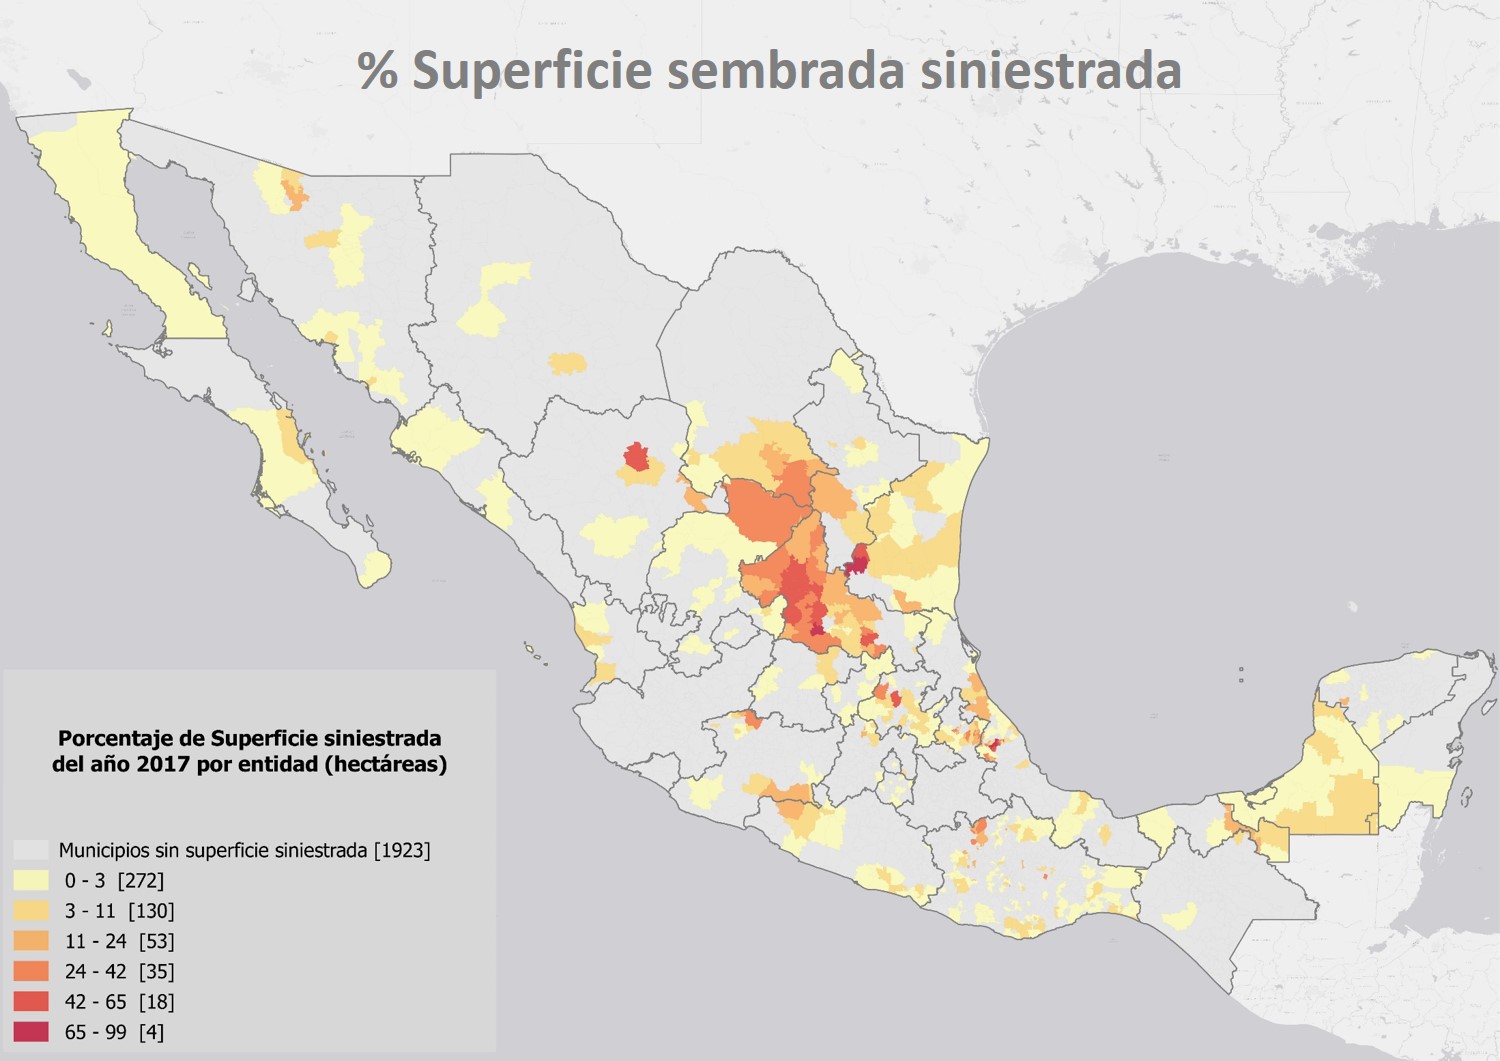 % Superficie sembrada siniestrada
Porcentaje de Superficie siniestrada
del año 2017 por entidad (hectáreas)
Municipios sin superficie siniestrada [1923]
0 - 3 [272]
3 - 11 [130]
11 - 24 [53]
24 - 42 [35]
42 - 65 [18]
65 - 99 [4]